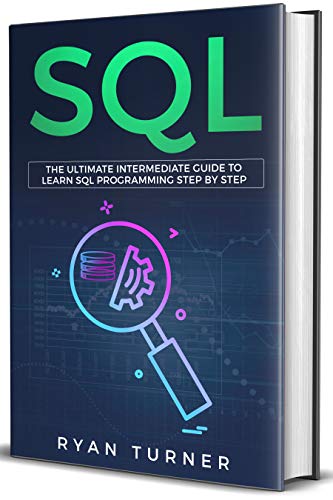 SQL
THE ULTIMATE INTERMEDIATE GUIDE TO
LEARN SQL PROGRAMMING STEP BY STEP
RYAN TURNER